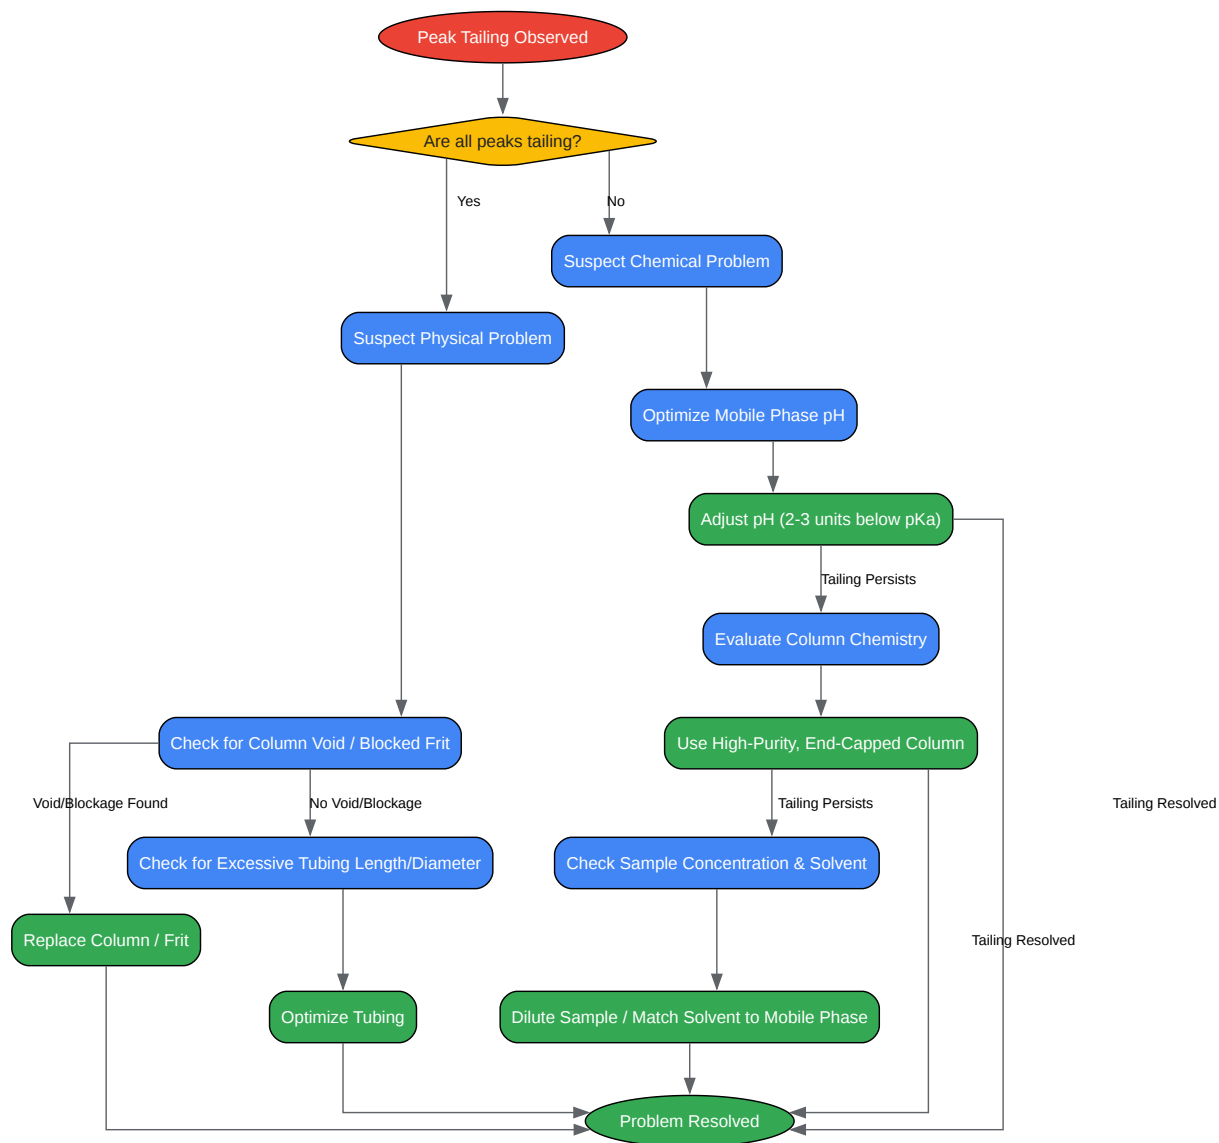 Peak Tailing Observed
Are all peaks tailing?
Yes
No
Suspect Chemical Problem
Suspect Physical Problem
Optimize Mobile Phase pH
Adjust pH (2-3 units below pKa)
Tailing Persists
Evaluate Column Chemistry
Check for Column Void / Blocked Frit
Use High-Purity, End-Capped Column
Void/Blockage Found
No Void/Blockage
Tailing Persists
Tailing Resolved
Check for Excessive Tubing Length/Diameter
Check Sample Concentration & Solvent
Replace Column / Frit
Tailing Resolved
Optimize Tubing
Dilute Sample / Match Solvent to Mobile Phase
Problem Resolved